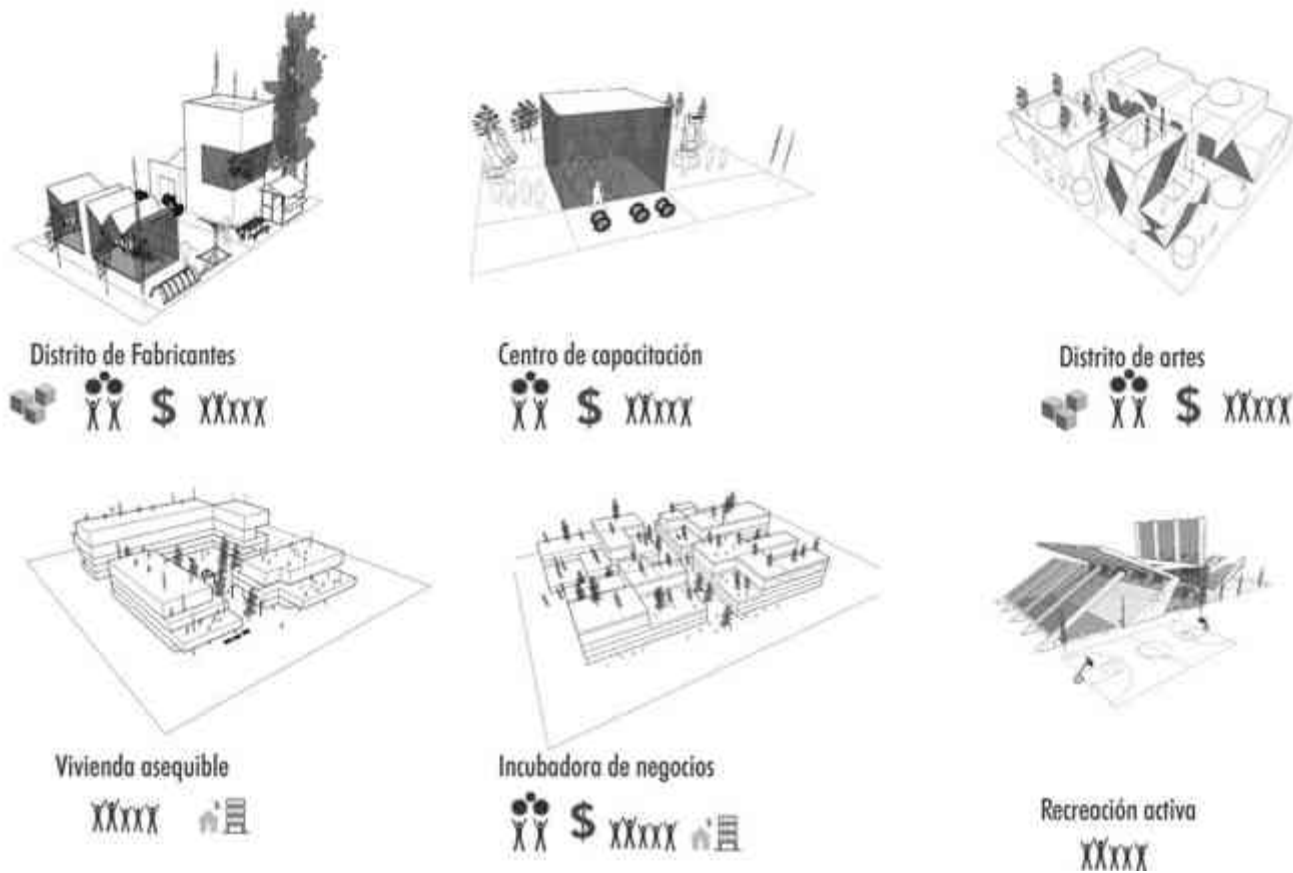 Distrito de Fabricantes
Centro de capacitación
Distrito de artes
$
$
$
Vivienda asequible
Incubadora de negocios
Recreación activa
$